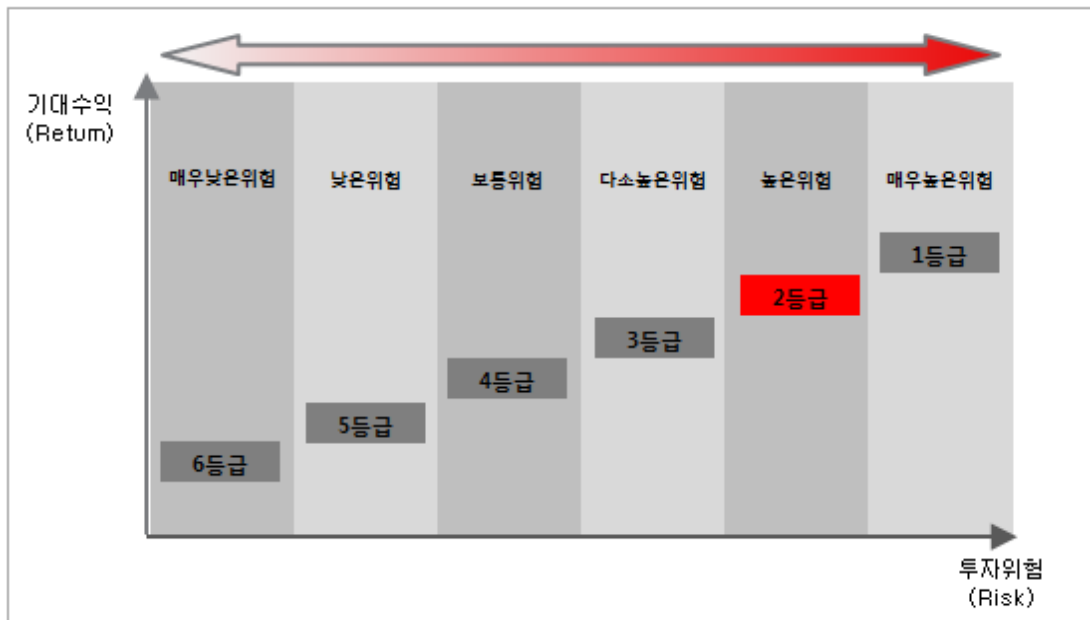 기대수익
(Retum)
매우낮은위험
낮은위험
보통위험
다소높은위험
높은위험
매우높은위험
1등급
2등급
3등급
4등급
5등급
6등급
투자위험
(Risk)